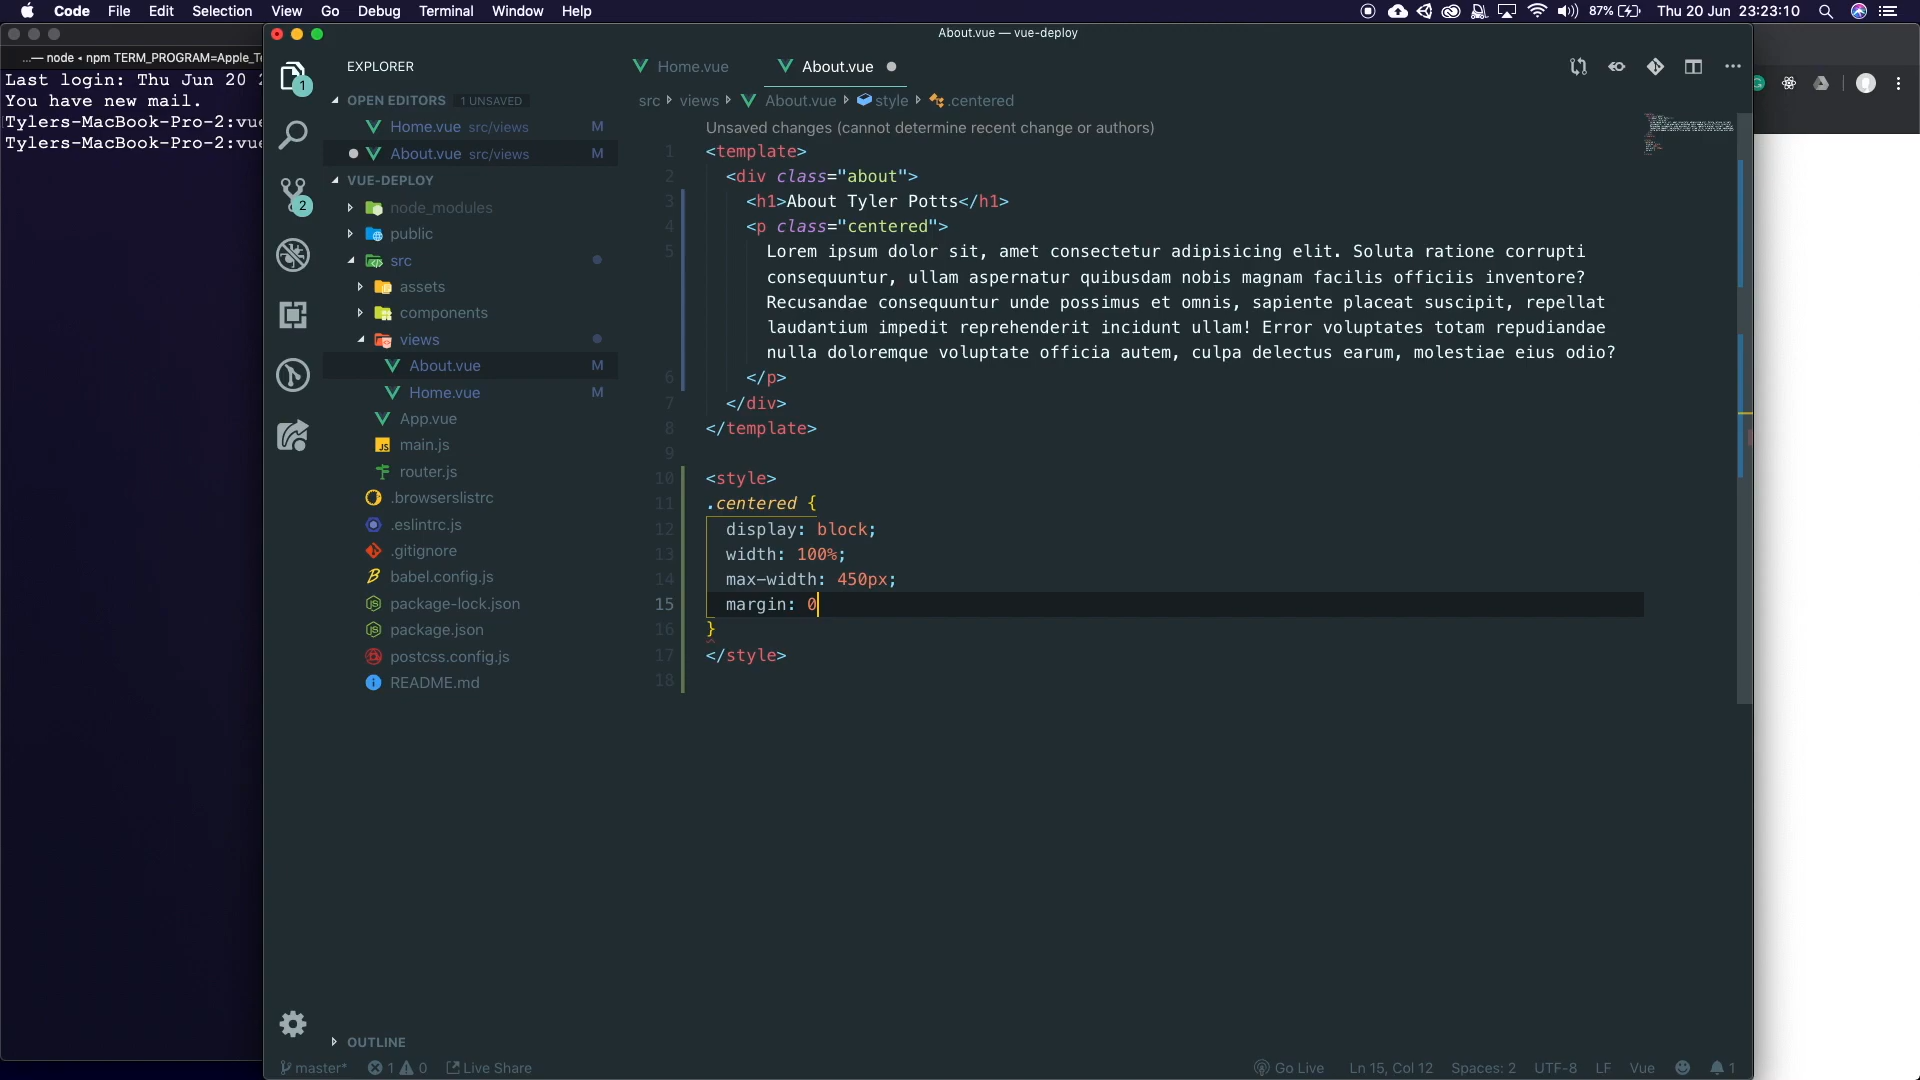 Code File Edit Selection View Go Debug Terminal Window Help
87% Thu 20 Jun 23:23:10
...— node ◂ npm TERM_PROGRAM=Apple_Te
Last login: Thu Jun 20 2
You have new mail.
Tylers-MacBook-Pro-2:vue
Tylers-MacBook-Pro-2:vue
About.vue — vue-deploy
EXPLORER
1
2
OPEN EDITORS 1 UNSAVED
Home.vue src/views M
About.vue src/views M
VUE-DEPLOY
node_modules
public
src
assets
components
views
About.vue M
Home.vue M
App.vue
main.js
router.js
.browserslistrc
.eslintrc.js
.gitignore
babel.config.js
package-lock.json
package.json
postcss.config.js
README.md
OUTLINE
Home.vue About.vue
src views About.vue style .centered
Unsaved changes (cannot determine recent change or authors)
1 <template>
2 <div class="about">
3 <h1>About Tyler Potts</h1>
4 <p class="centered">
5 Lorem ipsum dolor sit, amet consectetur adipisicing elit. Soluta ratione corrupti
consequuntur, ullam aspernatur quibusdam nobis magnam facilis officiis inventore?
Recusandae consequuntur unde possimus et omnis, sapiente placeat suscipit, repellat
laudantium impedit reprehenderit incidunt ullam! Error voluptates totam repudiandae
nulla doloremque voluptate officia autem, culpa delectus earum, molestiae eius odio?
6 </p>
7 </div>
8 </template>
9
10 <style>
11 .centered {
12 display: block;
13 width: 100%;
14 max-width: 450px;
15 margin: 0
16 }
17 </style>
18
master* 1 0 Live Share
Go Live Ln 15, Col 12 Spaces: 2 UTF-8 LF Vue 1